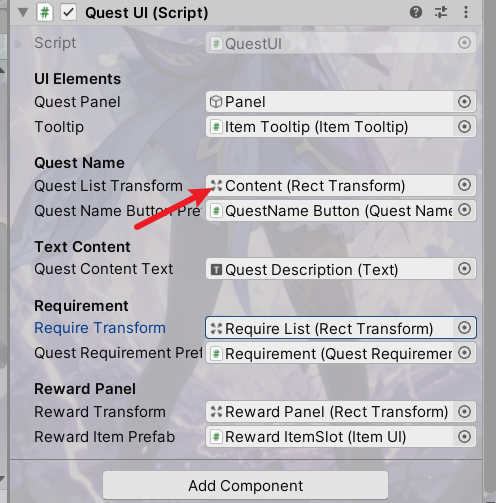 Quest UI (Script)
Script QuestUI
UI Elements
Quest Panel Panel
Tooltip Item Tooltip (Item Tooltip)
Quest Name
Quest List Transform Content (Rect Transform)
Quest Name Button Pre QuestName Button (Quest Name
Text Content
Quest Content Text Quest Description (Text)
Requirement
Require Transform Require List (Rect Transform)
Quest Requirement Pref Requirement (Quest Requiremer
Reward Panel
Reward Transform Reward Panel (Rect Transform)
Reward Item Prefab Reward ItemSlot (Item UI)
Add Component